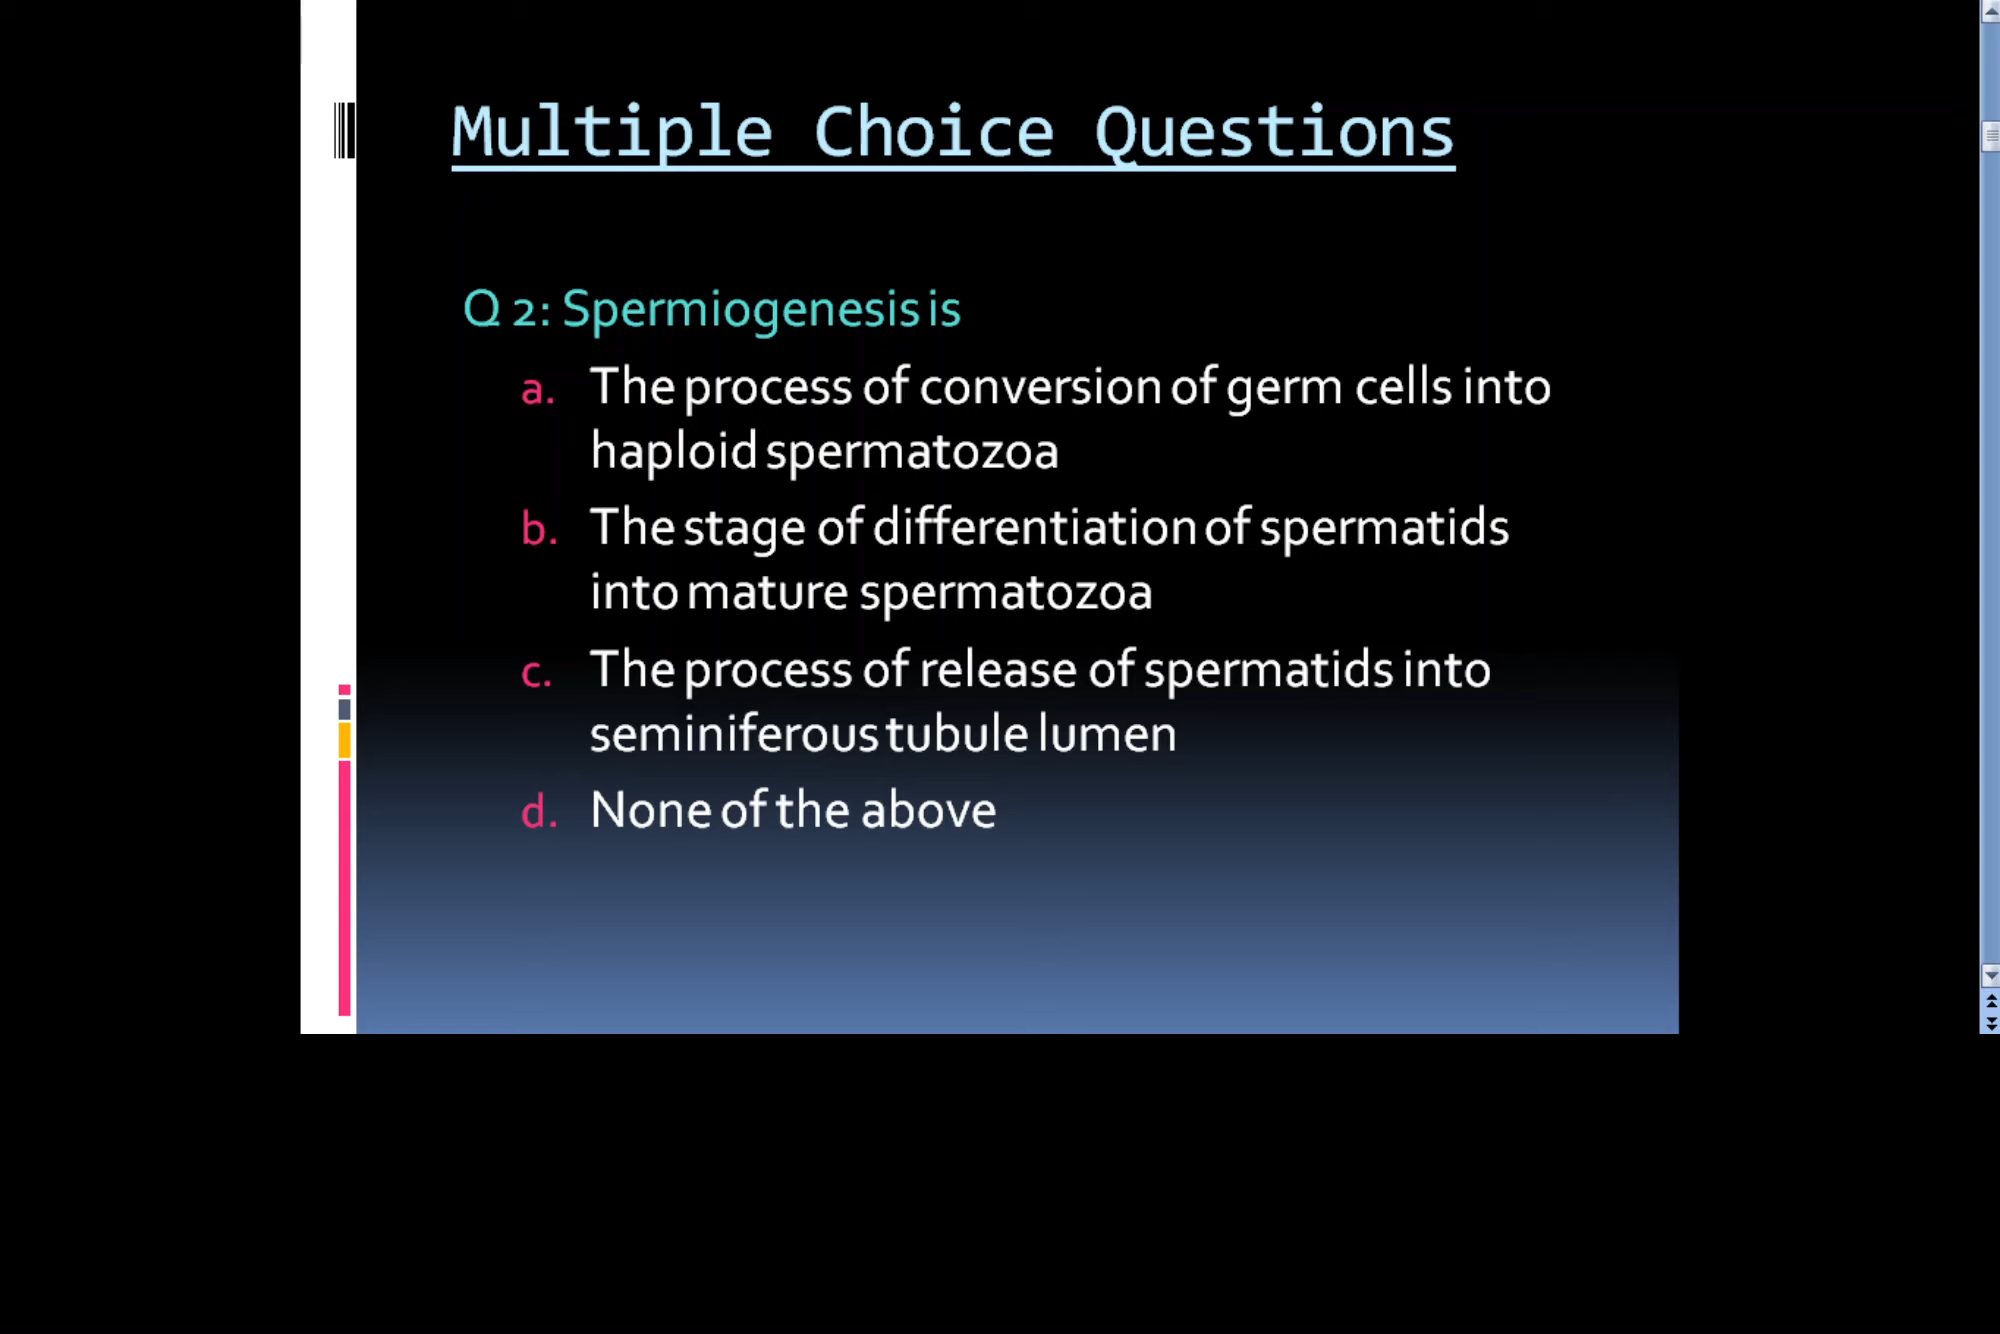 Multiple Choice Questions
Q 2: Spermiogenesis is
a. The process of conversion of germ cells into
haploid spermatozoa
b. The stage of differentiation of spermatids
into mature spermatozoa
c. The process of release of spermatids into
seminiferous tubule lumen
d. None of the above